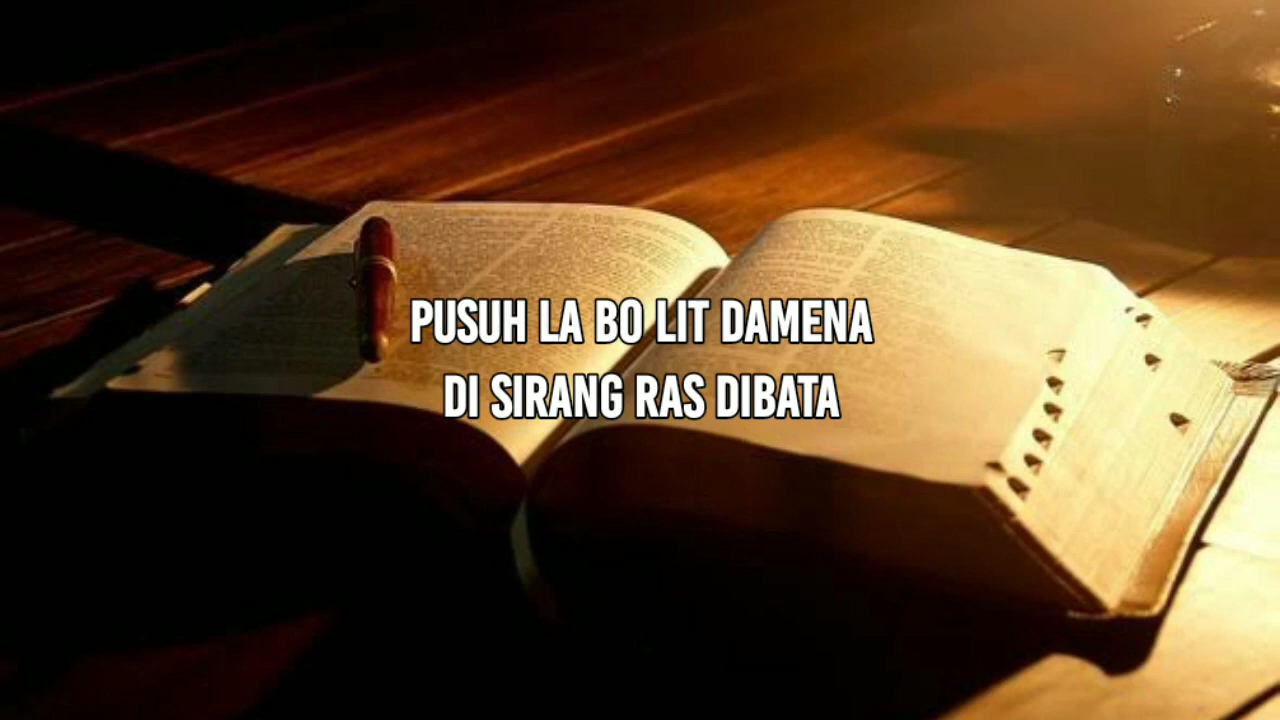 PUSUH LA BO LIT DAMENA
DI SIRANG RAS DIBATA